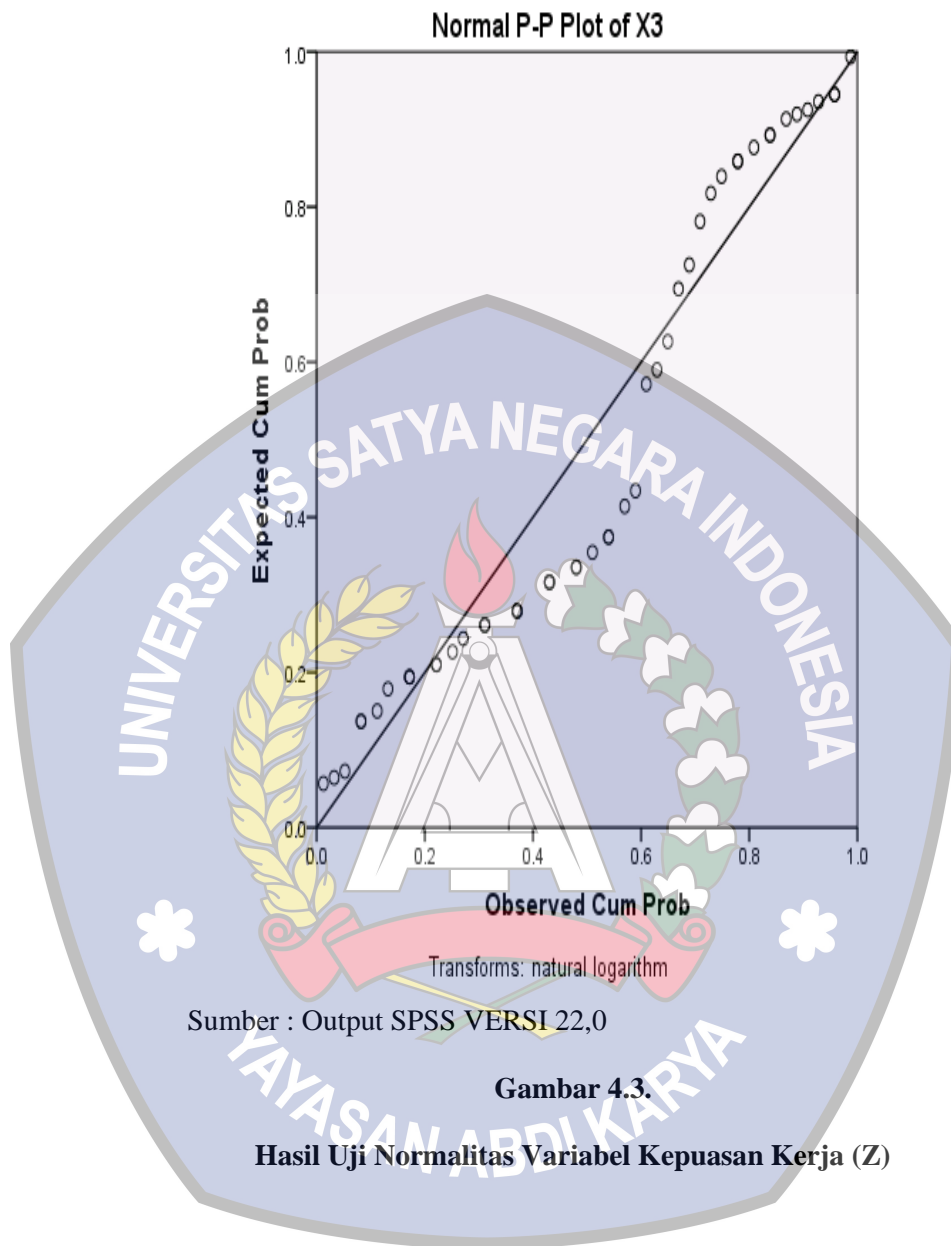 Normal P-P Plot of X3
1.0
0.8
0.6
0.4
0.2
0.0
Expected Cum Prob
0.0 0.2 0.4 0.6 0.8 1.0
Observed Cum Prob
Transforms: natural logarithm
UNIVERSITAS SATYA NEGARA INDONESIA
YAYASAN ABDI KARYA
Sumber : Output SPSS VERSI 22,0
Gambar 4.3.
Hasil Uji Normalitas Variabel Kepuasan Kerja (Z)